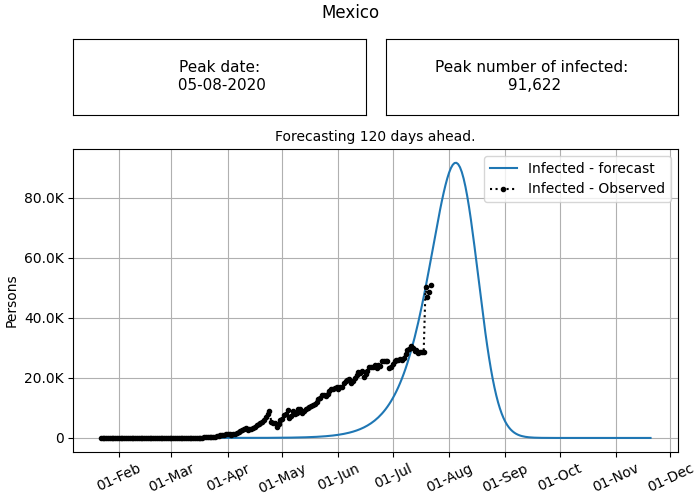 Mexico
Peak date:
05-08-2020
Peak number of infected:
91,622
Forecasting 120 days ahead.
Infected - forecast
Infected - Observed
Persons
80.0K
60.0K
40.0K
20.0K
0
01-Feb
01-Mar
01-Apr
01-May
01-Jun
01-Jul
01-Aug
01-Sep
01-Oct
01-Nov
01-Dec